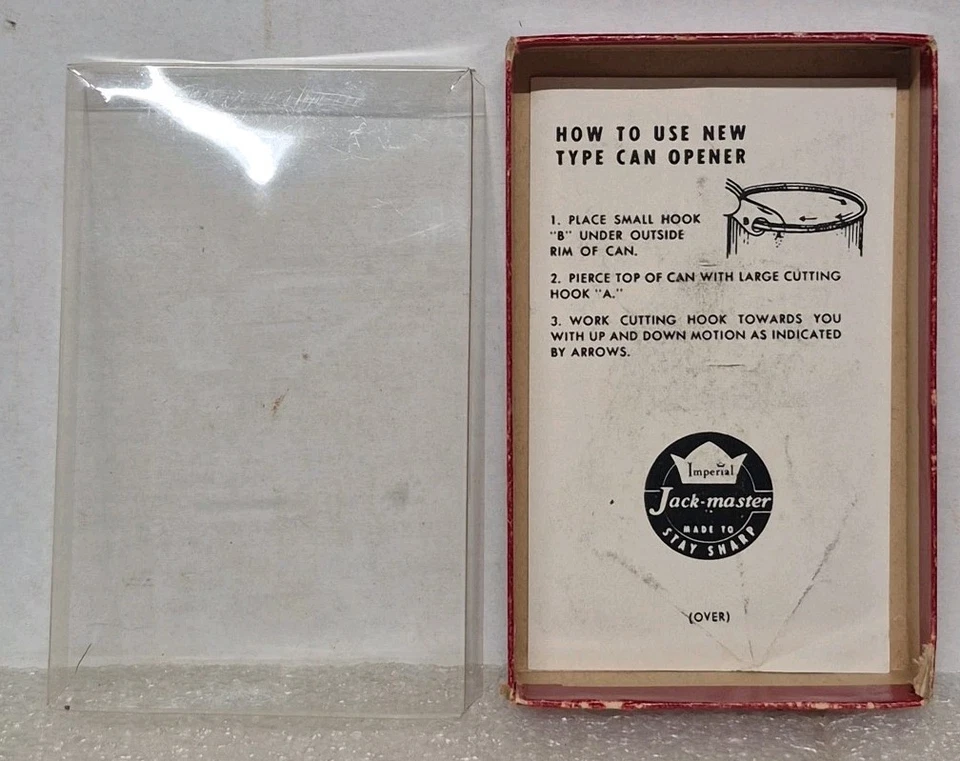 HOW TO USE NEW
TYPE CAN OPENER
1. PLACE SMALL HOOK
"B" UNDER OUTSIDE
RIM OF CAN.
B
2. PIERCE TOP OF CAN WITH LARGE CUTTING
HOOK "A."
3. WORK CUTTING HOOK TOWARDS YOU
WITH UP AND DOWN MOTION AS INDICATED
BY ARROWS.
Imperial
Jack-master
MADE TO
STAY SHARP
(OVER)